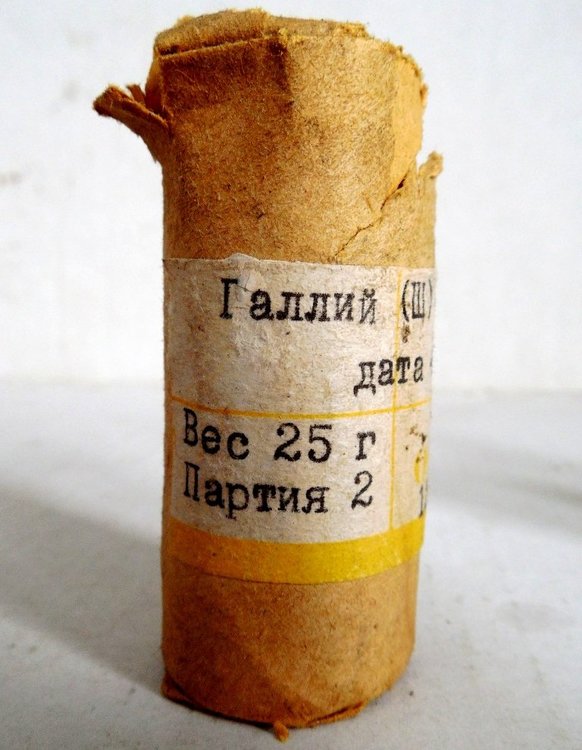 Галлий (Щ)
дата
Вес 25 г
Партия 2